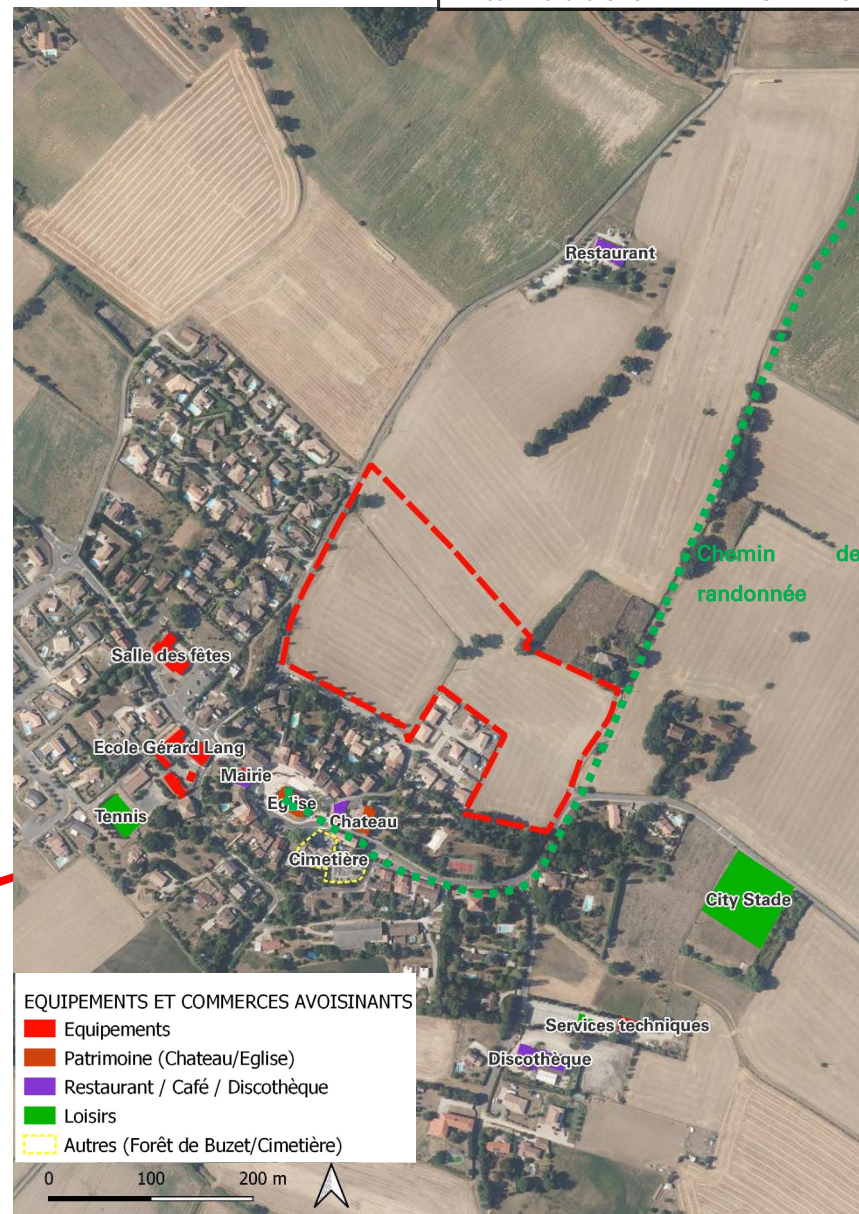 Restaurant
Chemin de
randonnée
Salle des fêtes
Ecole Gérard Lang
Mairie
Eglise
Tennis
Chateau
Cimetière
City Stade
Services techniques
Discothèque
EQUIPEMENTS ET COMMERCES AVOISINANTS
Equipements
Patrimoine (Chateau/Eglise)
Restaurant / Café / Discothèque
Loisirs
Autres (Forêt de Buzet/Cimetière)
0 100 200 m